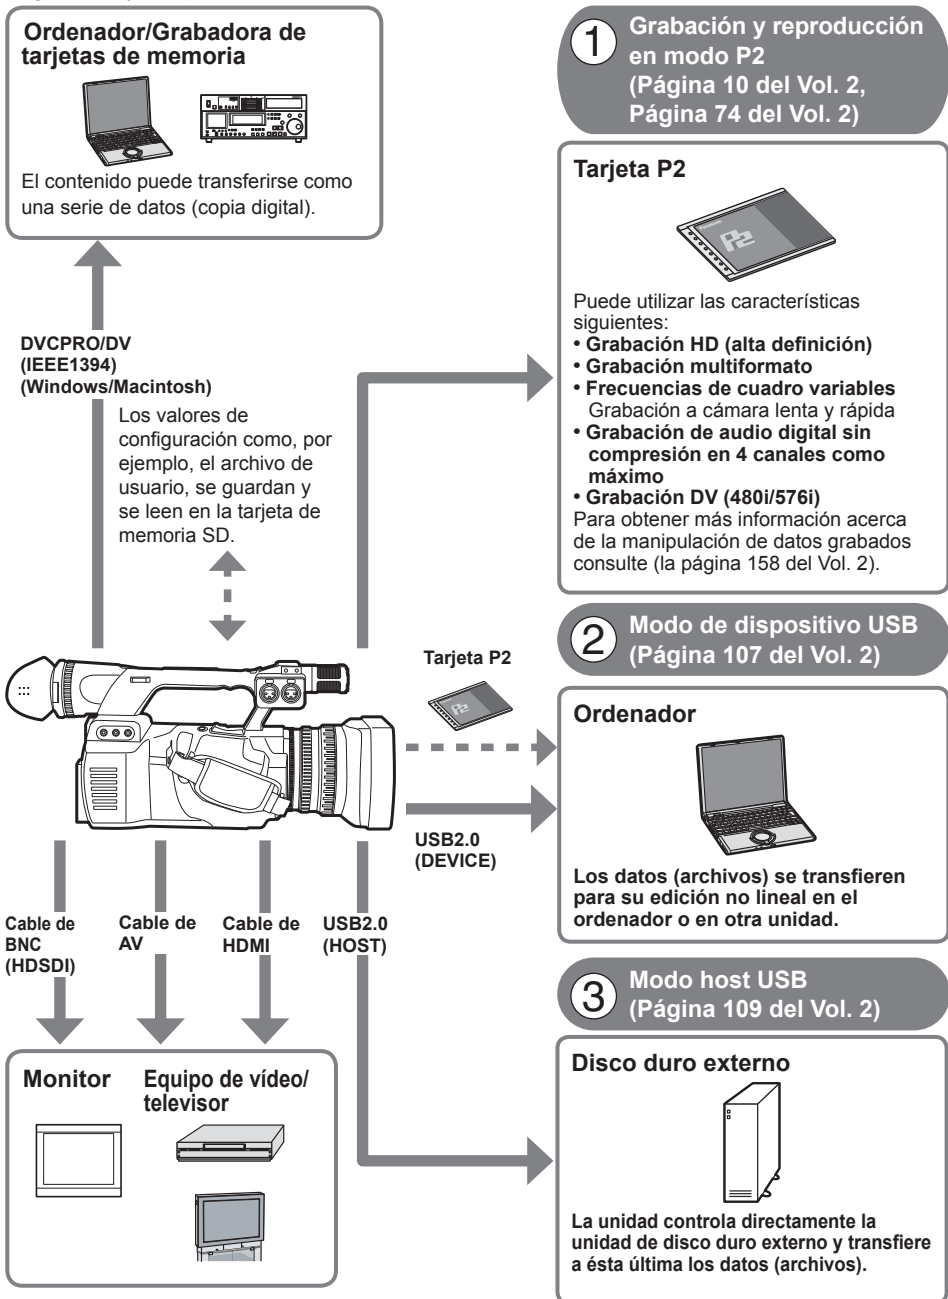 Ordenador/Grabadora de
tarjetas de memoria
El contenido puede transferirse como
una serie de datos (copia digital).
DVCPRO/DV
(IEEE1394)
(Windows/Macintosh)
Los valores de
configuración como, por
ejemplo, el archivo de
usuario, se guardan y
se leen en la tarjeta de
memoria SD.
1 Grabación y reproducción
en modo P2
(Página 10 del Vol. 2,
Página 74 del Vol. 2)
Tarjeta P2
P2
Puede utilizar las características
siguientes:
• Grabación HD (alta definición)
• Grabación multiformato
• Frecuencias de cuadro variables
Grabación a cámara lenta y rápida
• Grabación de audio digital sin
compresión en 4 canales como
máximo
• Grabación DV (480i/576i)
Para obtener más información acerca
de la manipulación de datos grabados
consulte (la página 158 del Vol. 2).
2 Modo de dispositivo USB
(Página 107 del Vol. 2)
Tarjeta P2
USB2.0
(DEVICE)
Ordenador
Los datos (archivos) se transfieren
para su edición no lineal en el
ordenador o en otra unidad.
Cable de
BNC
(HDSDI)
Cable de
AV
Cable de
HDMI
USB2.0
(HOST)
3 Modo host USB
(Página 109 del Vol. 2)
Monitor
Equipo de vídeo/
televisor
Disco duro externo
La unidad controla directamente la
unidad de disco duro externo y transfiere
a ésta última los datos (archivos).